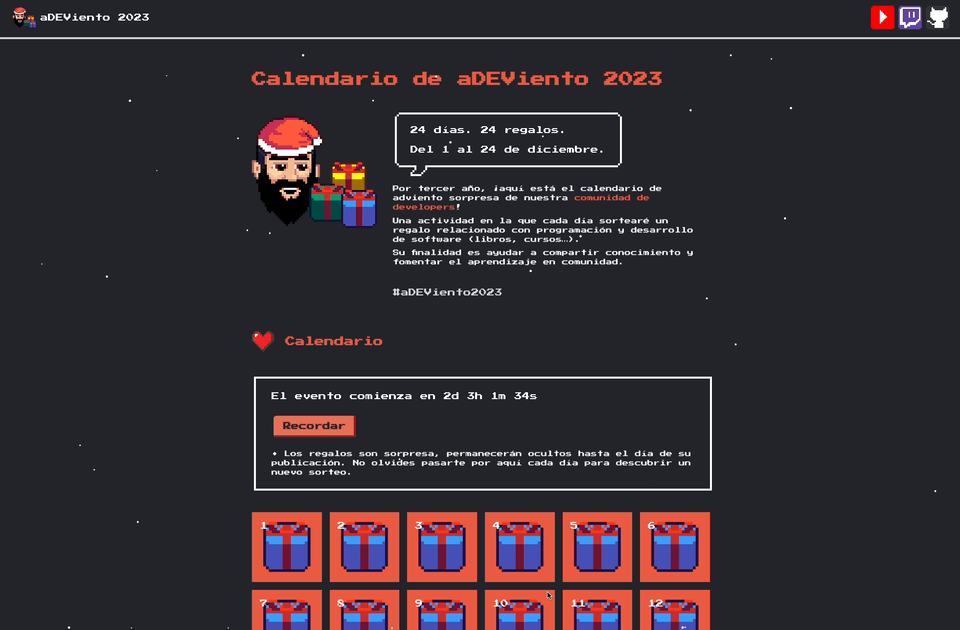 aDEViento 2023
Calendario de aDEViento 2023
24 días. 24 regalos.
Del 1 al 24 de diciembre.
Por tercer año, ¡aquí está el calendario de
adviento sorpresa de nuestra comunidad de
developers!
Una actividad en la que cada día sortearé un
regalo relacionado con programación y desarrollo
de software (libros, cursos…).
Su finalidad es ayudar a compartir conocimiento y
fomentar el aprendizaje en comunidad.
#aDEViento2023
Calendario
El evento comienza en 2d 3h 1m 34s
Recordar
♦ Los regalos son sorpresa, permanecerán ocultos hasta el día de su
publicación. No olvides pasarte por aquí cada día para descubrir un
nuevo sorteo.
1 2 3 4 5 6
7 8 9 10 11 12